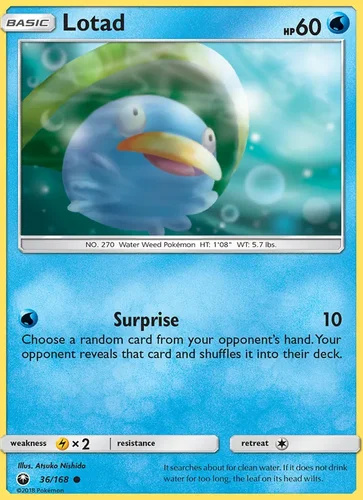 BASIC Lotad HP60
NO. 270 Water Weed Pokémon HT: 1'08" WT: 5.7 lbs.
Surprise 10
Choose a random card from your opponent's hand. Your
opponent reveals that card and shuffles it into their deck.
weakness ×2 resistance retreat
Illus. Atsuko Nishida
36/168
©2018 Pokémon
It searches about for clean water. If it does not drink
water for too long, the leaf on its head wilts.